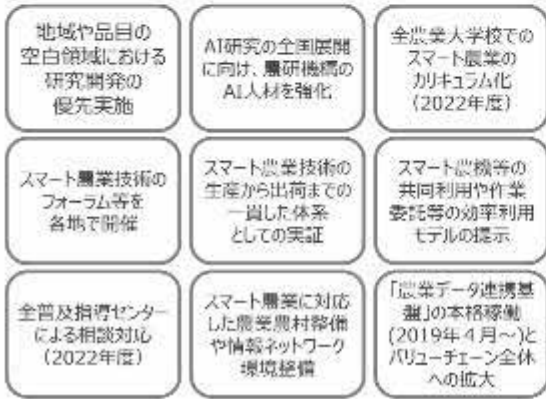 地域や品目の
空白領域における
研究開発の
優先実施
AI研究の全国展開
に向け、農研機構の
AI人材を強化
全農業大学校での
スマート農業の
カリキュラム化
（2022年度）
スマート農業技術の
フォーラム等を
各地で開催
スマート農業技術の
生産から出荷までの
一貫した体系
としての実証
スマート農機等の
共同利用や作業
委託等の効率利用
モデルの提示
全普及指導センター
による相談対応
（2022年度）
スマート農業に対応
した農業農村整備
や情報ネットワーク
環境整備
「農業データ連携基
盤」の本格稼働
(2019年４月～)と
バリューチェーン全体
への拡大